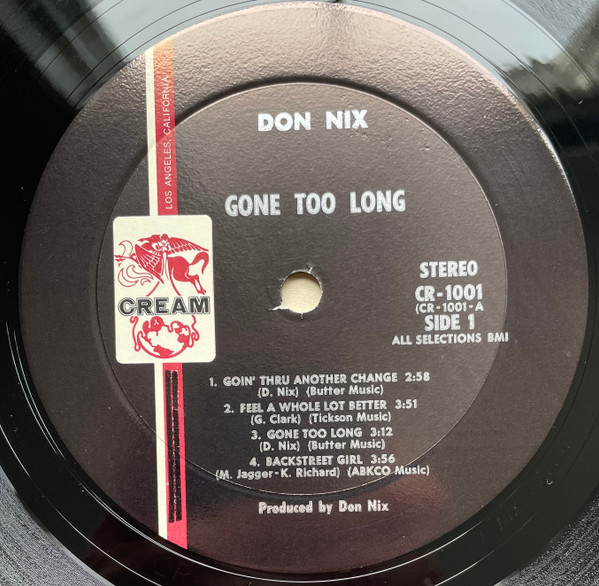 LOS ANGELES, CALIFORNIA
DON NIX
GONE TOO LONG
CREAM
STEREO
CR-1001
(CR-1001-A
SIDE 1
ALL SELECTIONS BMI
1. GOIN' THRU ANOTHER CHANGE 2:58
(D. Nix) (Butter Music)
2. FEEL A WHOLE LOT BETTER 3:51
(G. Clark) (Tickson Music)
3. GONE TOO LONG 3:12
(D. Nix) (Butter Music)
4. BACKSTREET GIRL 3:56
(M. Jagger-K. Richard) (ABKCO Music)
Produced by Don Nix